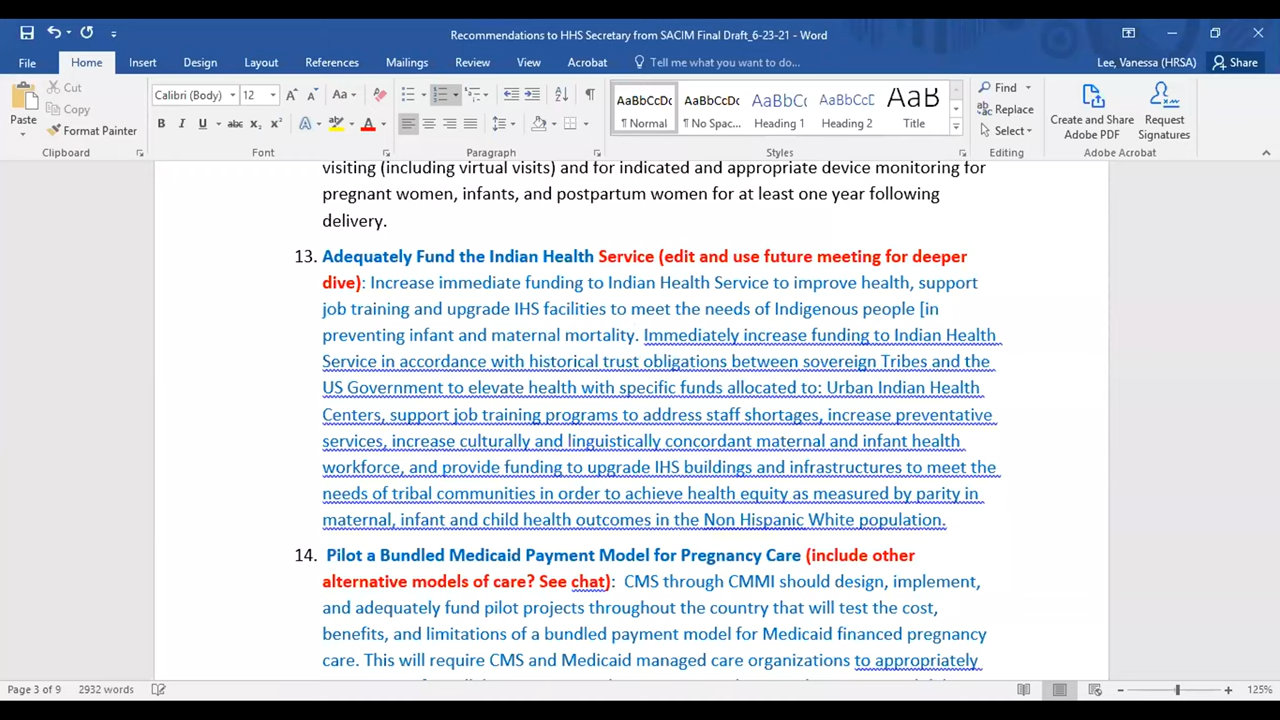 Recommendations to HHS Secretary from SACIM Final Draft_6-23-21 - Word
File Home Insert Design Layout References Mailings Review View Acrobat Tell me what you want to do... Lee, Vanessa (HRSA) Share
Paste Cut Copy Format Painter
Calibri (Body) 12
AaBbCcDc AaBbCcDc AaBbC( AaBbCcD AaB
¶ Normal ¶ No Spac... Heading 1 Heading 2 Title
Find Replace Select
Create and Share Adobe PDF Request Signatures
Clipboard Font Paragraph Styles Editing Adobe Acrobat
visiting (including virtual visits) and for indicated and appropriate device monitoring for
pregnant women, infants, and postpartum women for at least one year following
delivery.
13. Adequately Fund the Indian Health Service (edit and use future meeting for deeper
dive): Increase immediate funding to Indian Health Service to improve health, support
job training and upgrade IHS facilities to meet the needs of Indigenous people [in
preventing infant and maternal mortality. Immediately increase funding to Indian Health
Service in accordance with historical trust obligations between sovereign Tribes and the
US Government to elevate health with specific funds allocated to: Urban Indian Health
Centers, support job training programs to address staff shortages, increase preventative
services, increase culturally and linguistically concordant maternal and infant health
workforce, and provide funding to upgrade IHS buildings and infrastructures to meet the
needs of tribal communities in order to achieve health equity as measured by parity in
maternal, infant and child health outcomes in the Non Hispanic White population.
14. Pilot a Bundled Medicaid Payment Model for Pregnancy Care (include other
alternative models of care? See chat): CMS through CMMI should design, implement,
and adequately fund pilot projects throughout the country that will test the cost,
benefits, and limitations of a bundled payment model for Medicaid financed pregnancy
care. This will require CMS and Medicaid managed care organizations to appropriately
Page 3 of 9 2932 words 125%